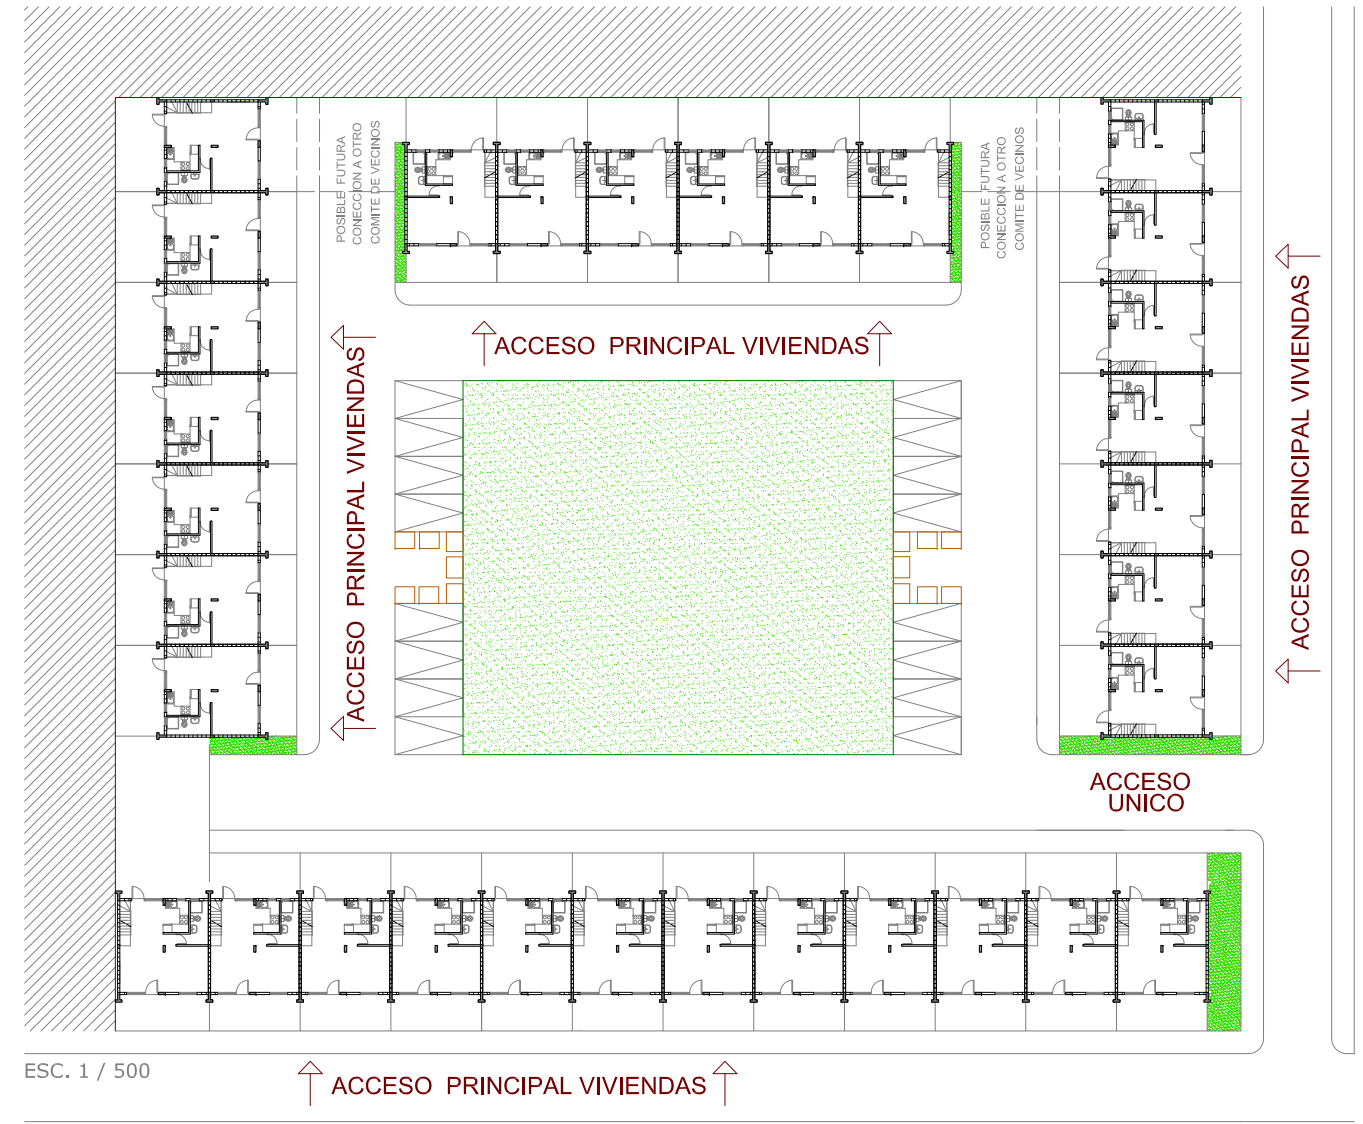 POSIBLE FUTURA
CONECCION A OTRO
COMITE DE VECINOS
POSIBLE FUTURA
CONECCION A OTRO
COMITE DE VECINOS
ACCESO PRINCIPAL VIVIENDAS
ACCESO PRINCIPAL VIVIENDAS
ACCESO PRINCIPAL VIVIENDAS
ACCESO
UNICO
ESC. 1 / 500
ACCESO PRINCIPAL VIVIENDAS